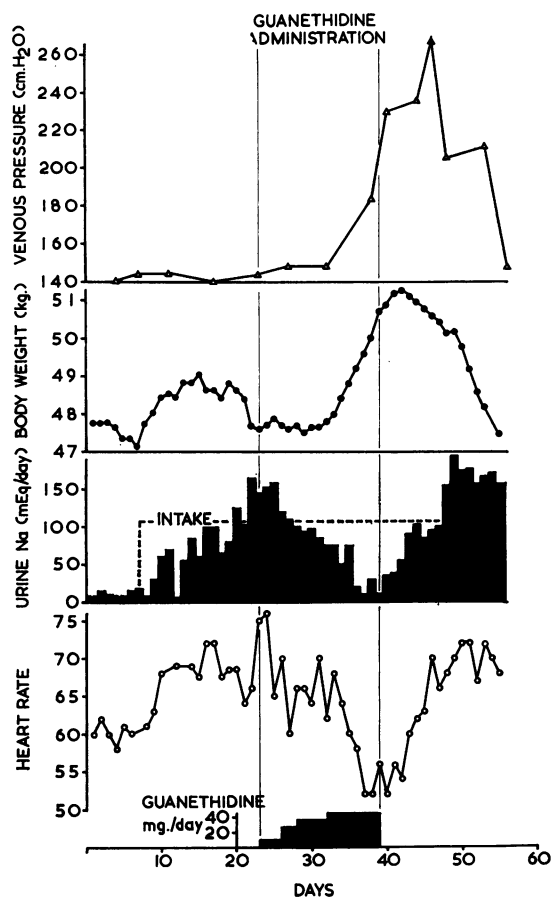 GUANETHIDINE
ADMINISTRATION
VENOUS PRESSURE (cm.H2O)
260
240
220
200
180
160
140
BODY WEIGHT (kg.)
51
50
49
48
47
URINE Na (mEq/day)
150
100
50
0
INTAKE
HEART RATE
75
70
65
60
55
50
GUANETHIDINE
mg./day
40
20
0 10 20 30 40 50 60
DAYS